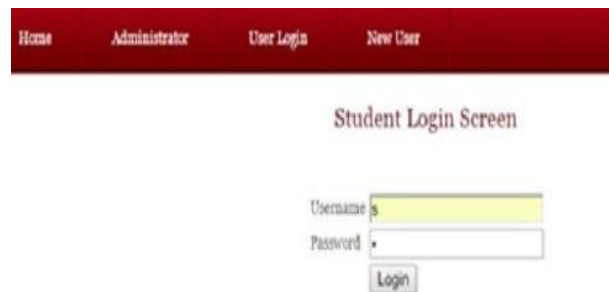 Home Administrator User Login New User
Student Login Screen
Username s
Password •
Login